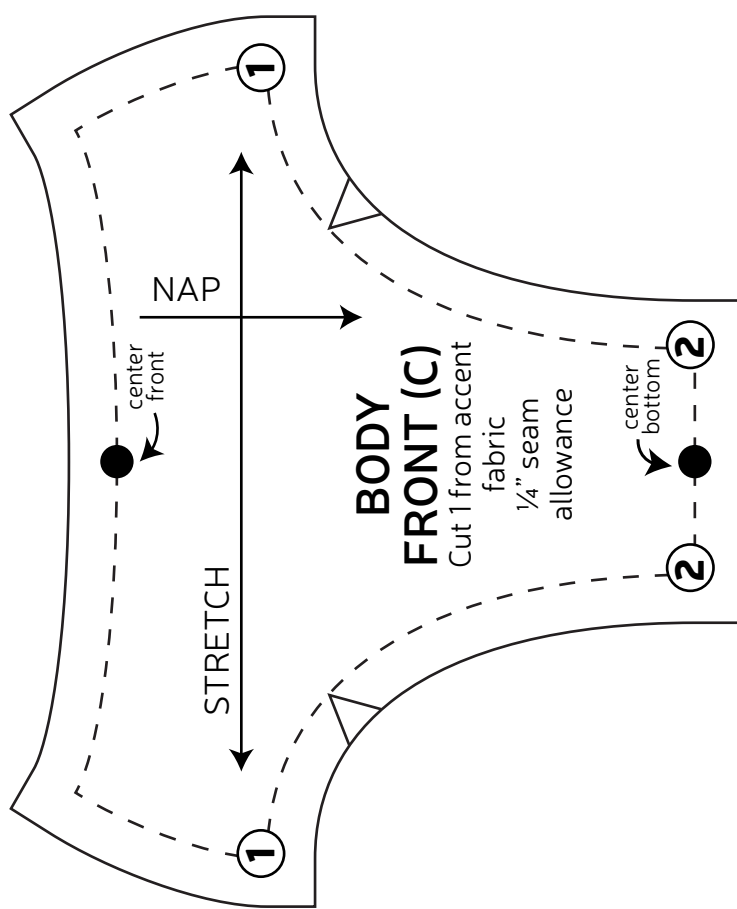 1
1
NAP
center
front
STRETCH
BODY
FRONT (C)
Cut 1 from accent
fabric
¼" seam
allowance
center
bottom
2
2